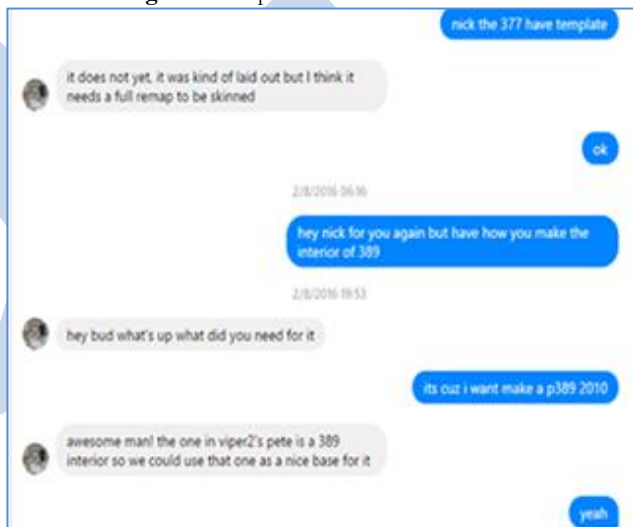 nick the 377 have template
it does not yet, it was kind of laid out but I think it
needs a full remap to be skinned
ok
2/8/2016 06:16
hey nick for you again but have how you make the
interior of 389
2/8/2016 19:53
hey bud what's up what did you need for it
its cuz i want make a p389 2010
awesome man! the one in viper2's pete is a 389
interior so we could use that one as a nice base for it
yeah